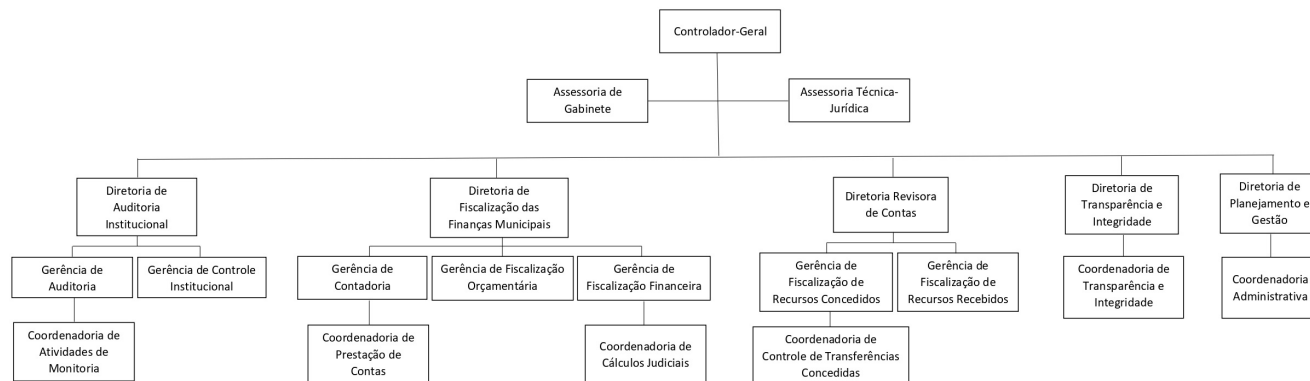 Controlador-Geral
Assessoria de
Gabinete
Assessoria Técnica-
Jurídica
Diretoria de
Auditoria
Institucional
Diretoria de
Fiscalização das
Finanças Municipais
Diretoria Revisora
de Contas
Diretoria de
Transparência e
Integridade
Diretoria de
Planejamento e
Gestão
Gerência de
Auditoria
Gerência de Controle
Institucional
Gerência de
Contadoria
Gerência de Fiscalização
Orçamentária
Gerência de
Fiscalização Financeira
Gerência de
Fiscalização de
Recursos Concedidos
Gerência de
Fiscalização de
Recursos Recebidos
Coordenadoria de
Transparência e
Integridade
Coordenadoria
Administrativa
Coordenadoria de
Atividades de
Monitoria
Coordenadoria de
Prestação de
Contas
Coordenadoria de
Cálculos Judiciais
Coordenadoria de
Controle de Transferências
Concedidas